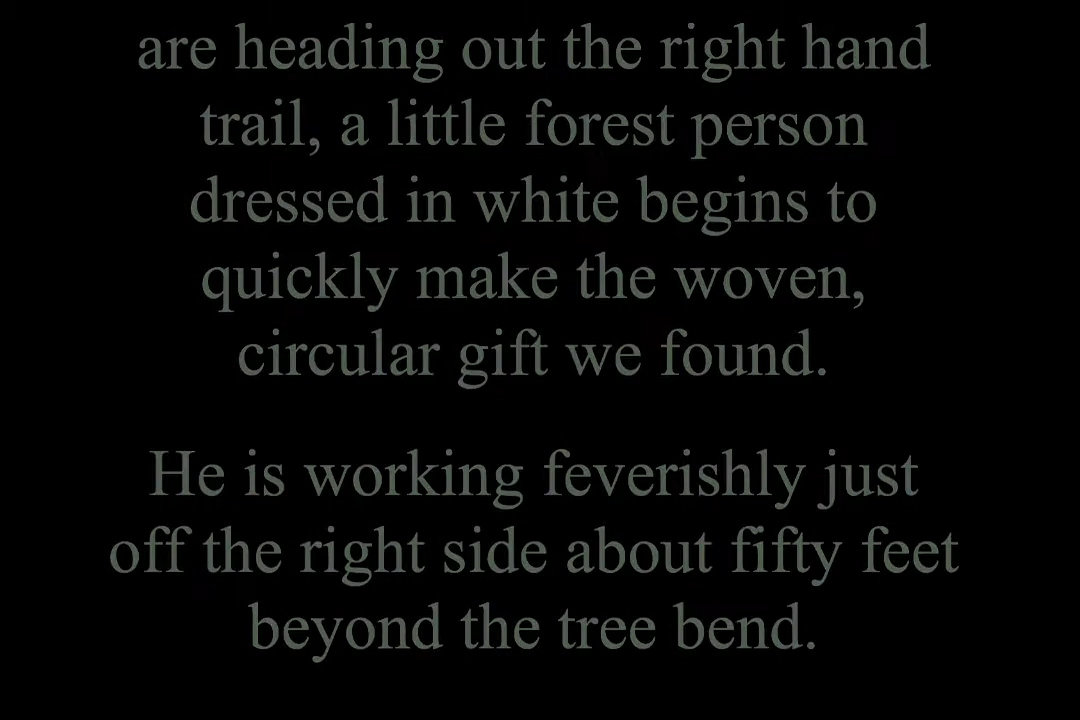 are heading out the right hand
trail, a little forest person
dressed in white begins to
quickly make the woven,
circular gift we found.
He is working feverishly just
off the right side about fifty feet
beyond the tree bend.